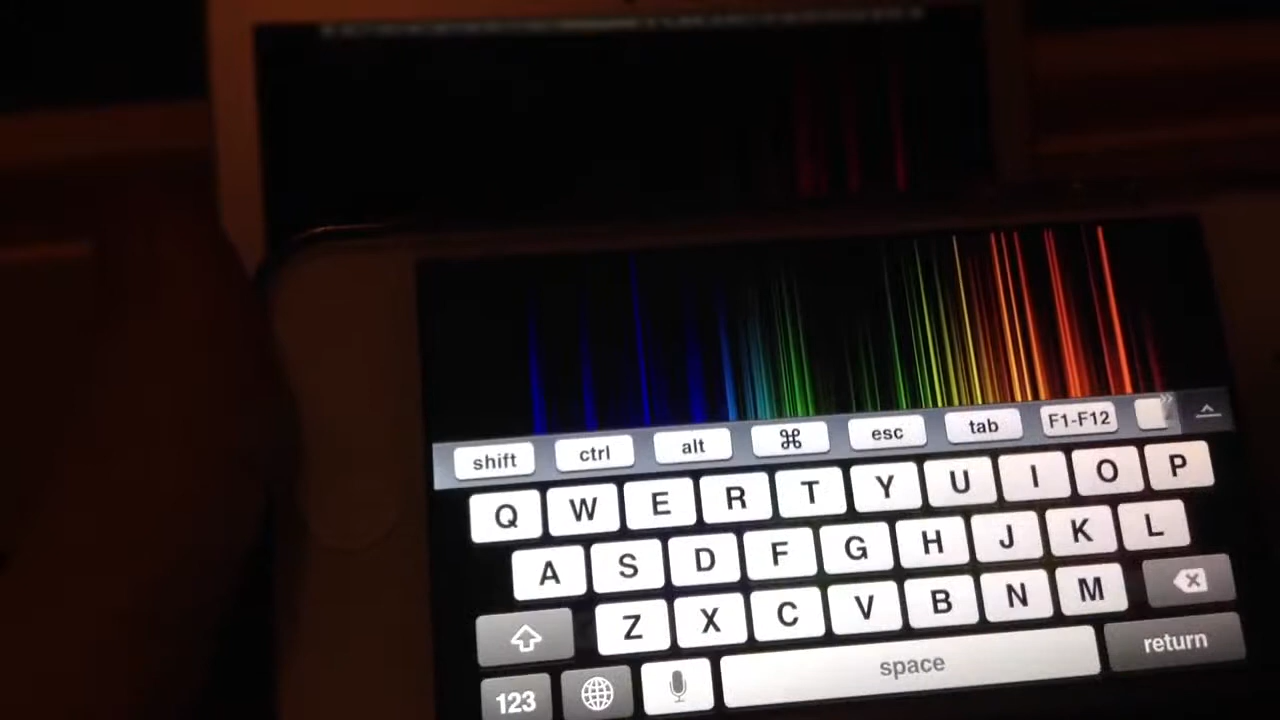 shift ctrl alt ⌘ esc tab F1-F12
Q W E R T Y U I O P
A S D F G H J K L
Z X C V B N M
123 space return